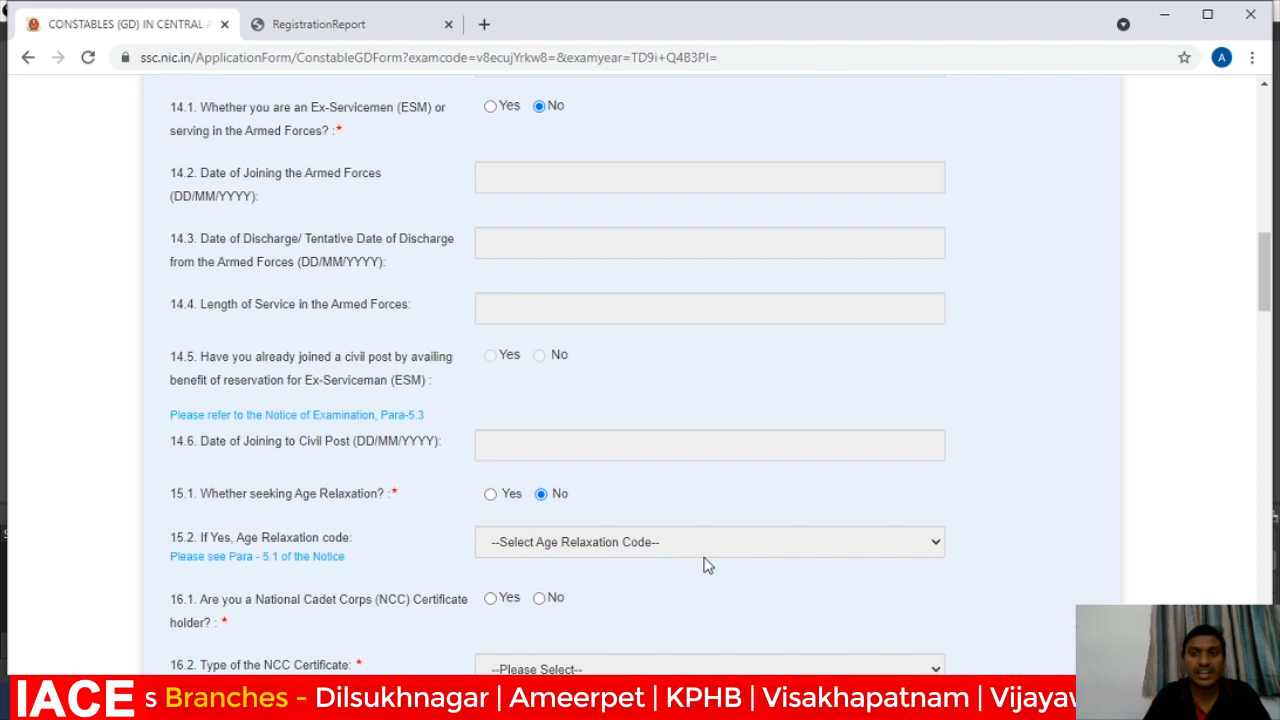 CONSTABLES (GD) IN CENTRAL A
RegistrationReport
ssc.nic.in/ApplicationForm/ConstableGDForm?examcode=v8ecujYrkw8=&examyear=TD9i+Q4B3PI=
A
14.1. Whether you are an Ex-Servicemen (ESM) or
serving in the Armed Forces? :*
Yes No
14.2. Date of Joining the Armed Forces
(DD/MM/YYYY):
14.3. Date of Discharge/ Tentative Date of Discharge
from the Armed Forces (DD/MM/YYYY):
14.4. Length of Service in the Armed Forces:
14.5. Have you already joined a civil post by availing
benefit of reservation for Ex-Serviceman (ESM) :
Yes No
Please refer to the Notice of Examination, Para-5.3
14.6. Date of Joining to Civil Post (DD/MM/YYYY):
15.1. Whether seeking Age Relaxation? :*
Yes No
15.2. If Yes, Age Relaxation code:
Please see Para - 5.1 of the Notice
--Select Age Relaxation Code--
16.1. Are you a National Cadet Corps (NCC) Certificate
holder? : *
Yes No
16.2. Type of the NCC Certificate: *
--Please Select--
IACE s Branches - Dilsukhnagar | Ameerpet | KPHB | Visakhapatnam | Vijayaw